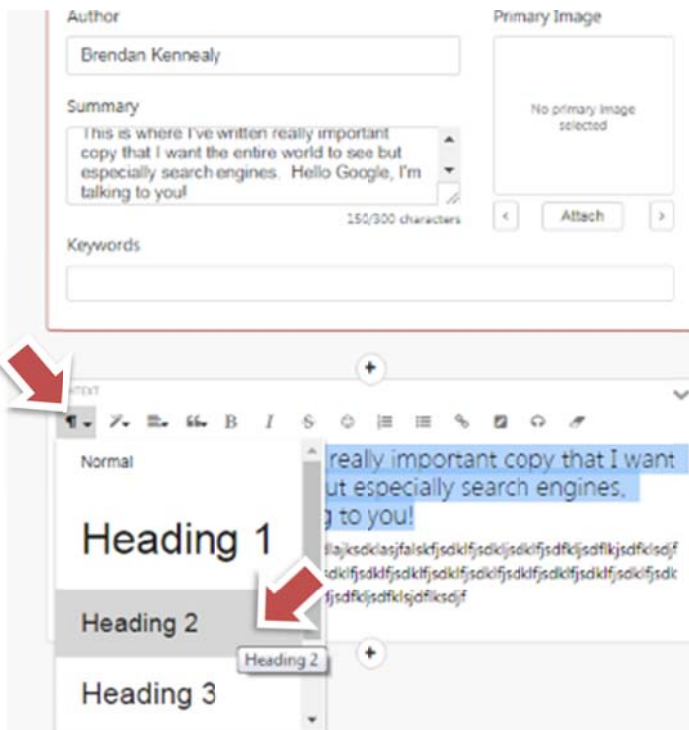 Author
Primary Image
Brendan Kennealy
Summary
No primary image
selected
This is where I've written really important
copy that I want the entire world to see but
especially search engines. Hello Google, I'm
talking to you!
150/300 characters
Attach
Keywords
¶ B I S
Normal
really important copy that I want
ut especially search engines,
g to you!
Heading 1
Heading 2
Heading 2
Heading 3